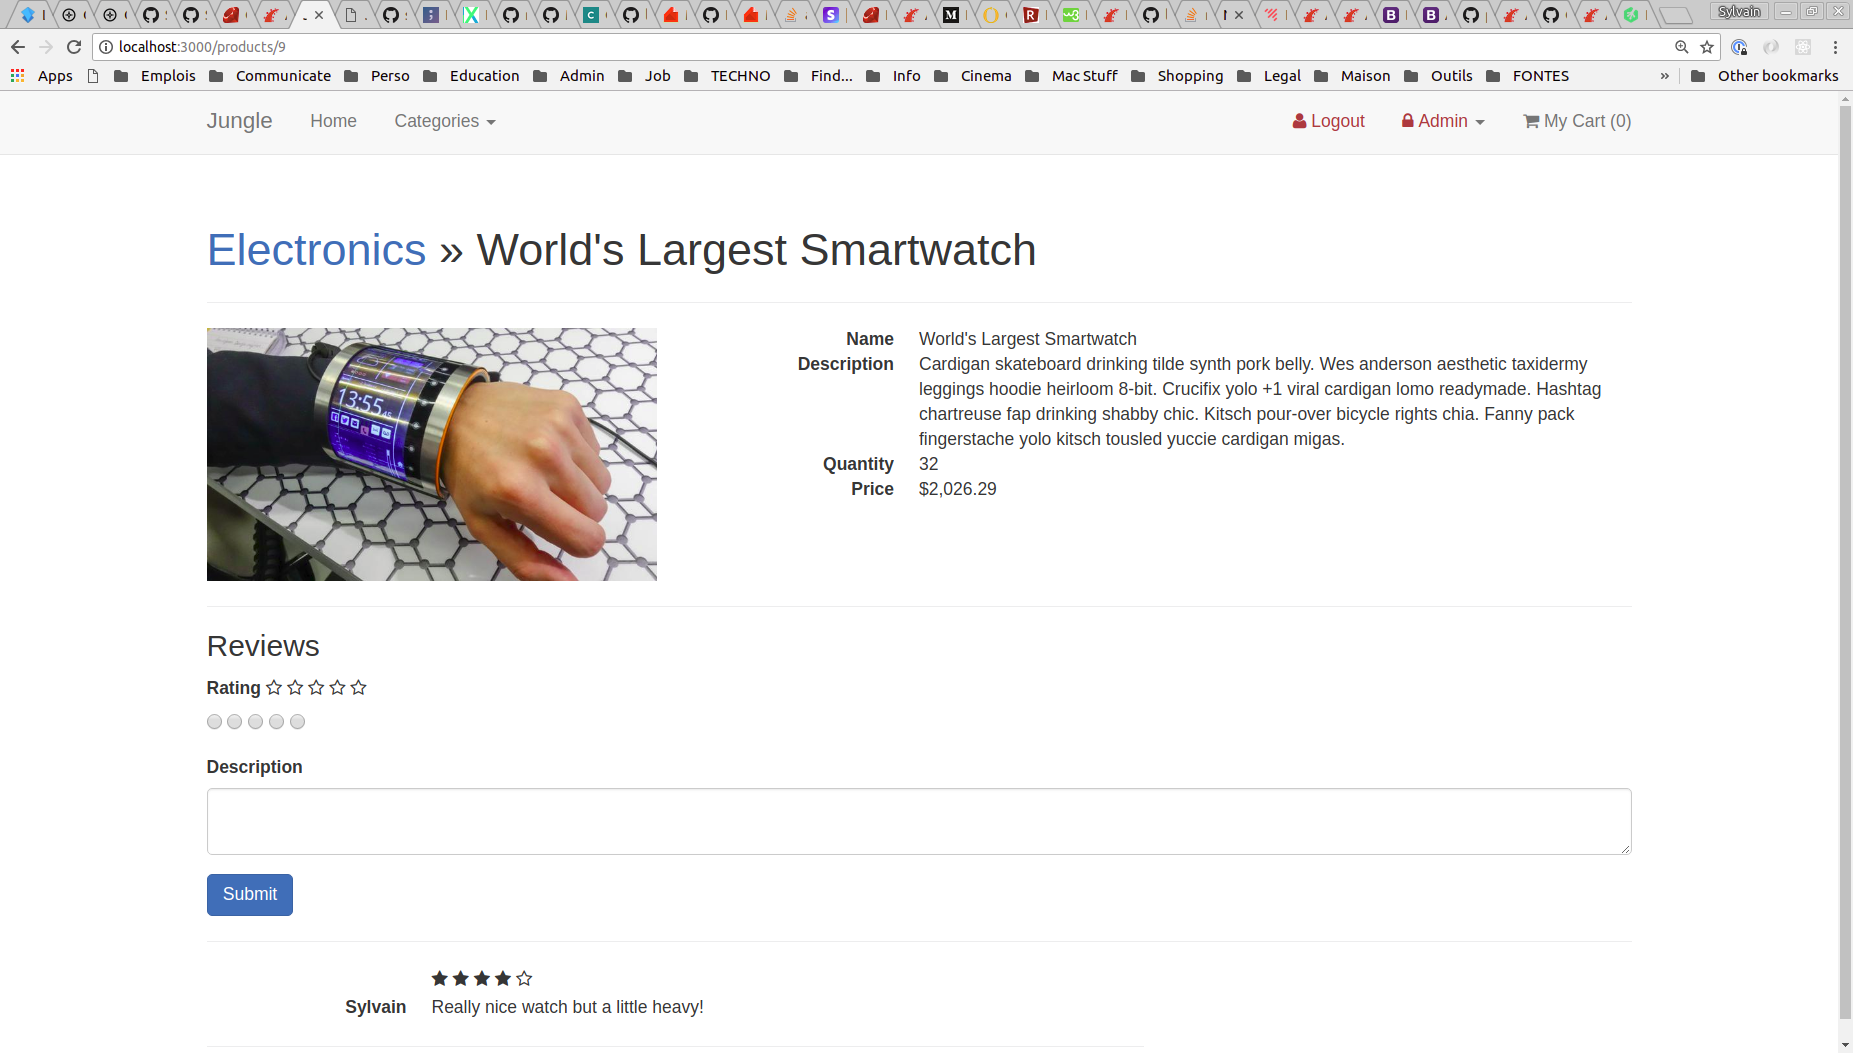 Sylvain
localhost:3000/products/9
Apps Emplois Communicate Perso Education Admin Job TECHNO Find... Info Cinema Mac Stuff Shopping Legal Maison Outils FONTES » Other bookmarks
Jungle Home Categories Logout Admin My Cart (0)
Electronics » World's Largest Smartwatch
13:55
Name World's Largest Smartwatch
Description Cardigan skateboard drinking tilde synth pork belly. Wes anderson aesthetic taxidermy
leggings hoodie heirloom 8-bit. Crucifix yolo +1 viral cardigan lomo readymade. Hashtag
chartreuse fap drinking shabby chic. Kitsch pour-over bicycle rights chia. Fanny pack
fingerstache yolo kitsch tousled yuccie cardigan migas.
Quantity 32
Price $2,026.29
Reviews
Rating
Description
Submit
Sylvain Really nice watch but a little heavy!